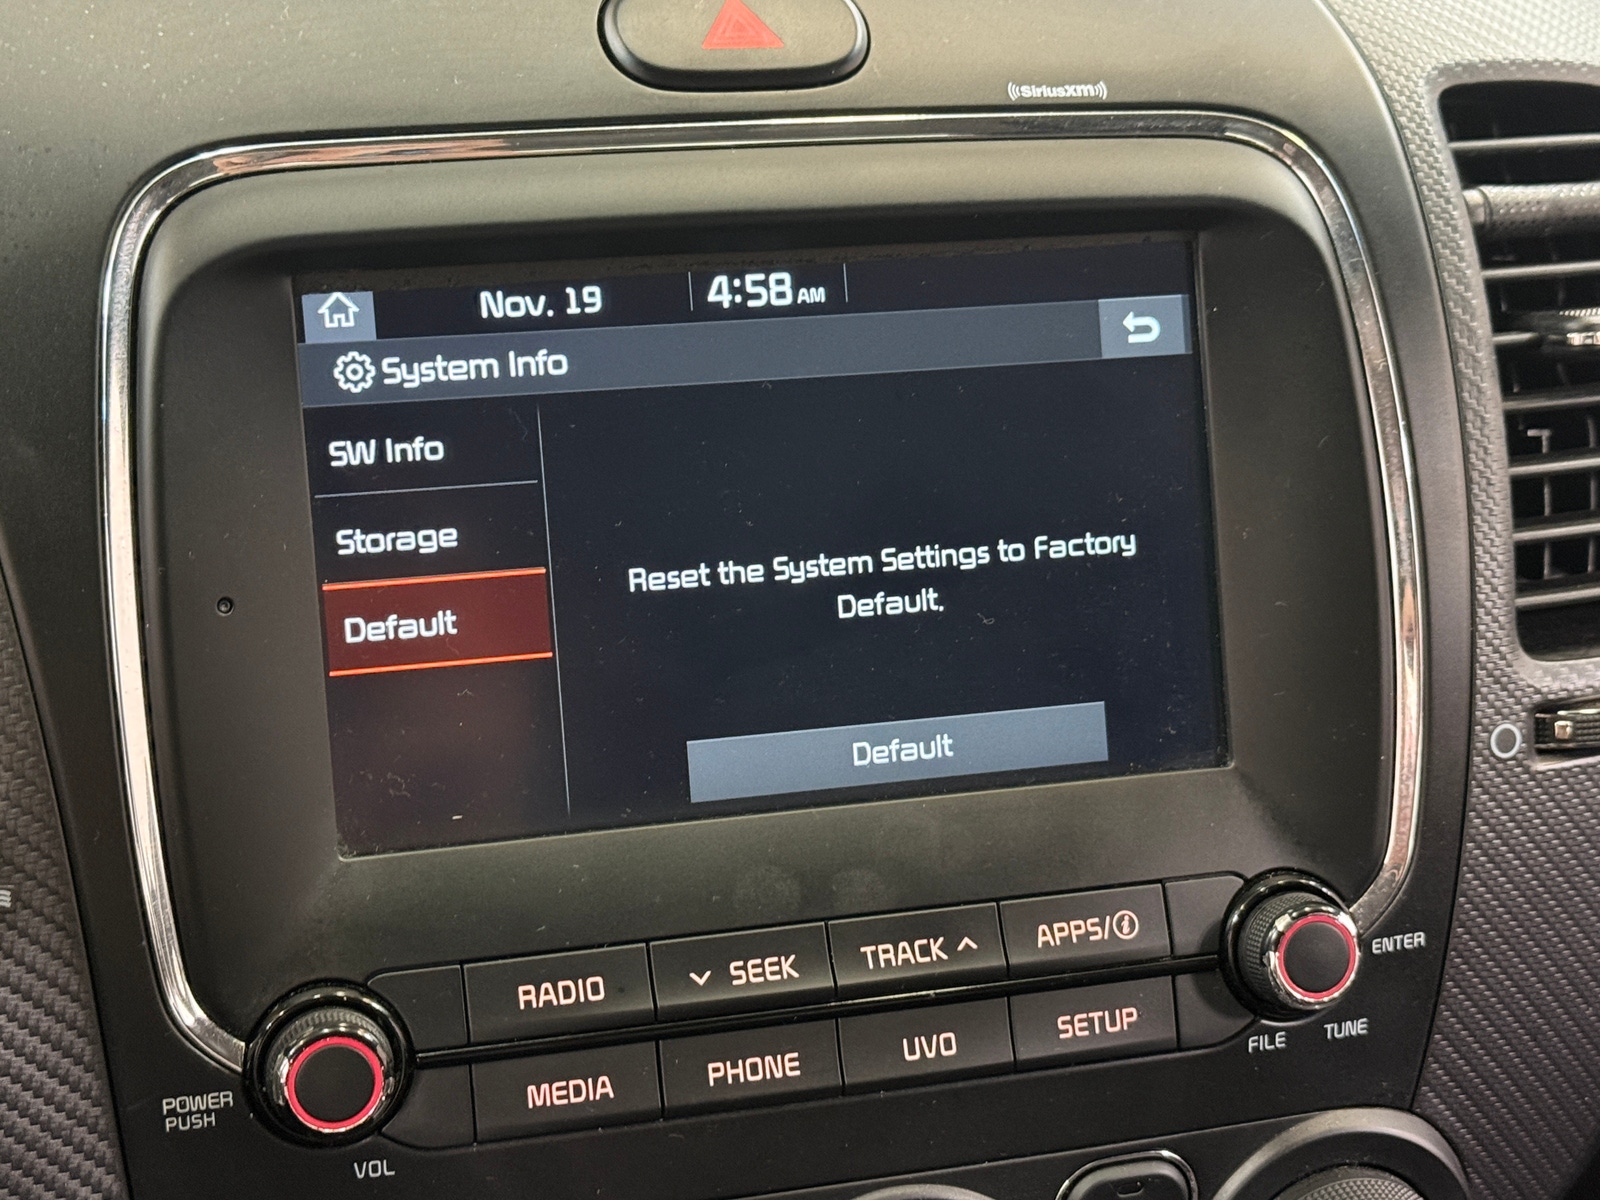 ((SiriusXM))
Nov. 19
4:58 AM
System Info
SW Info
Storage
Default
Reset the System Settings to Factory
Default.
Default
RADIO
SEEK
TRACK
APPS/i
ENTER
MEDIA
PHONE
UVO
SETUP
FILE
TUNE
POWER
PUSH
VOL